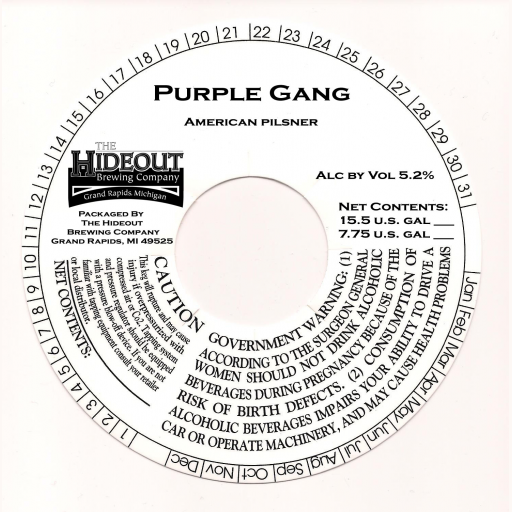 PURPLE GANG
AMERICAN PILSNER
THE
HIDEOUT
Brewing Company
Grand Rapids Michigan
PACKAGED BY
THE HIDEOUT
BREWING COMPANY
GRAND RAPIDS, MI 49525
ALC BY VOL 5.2%
NET CONTENTS:
15.5 U.S. GAL ___
7.75 U.S. GAL ___
CAUTION
This keg will rupture and may cause
injury if overpressurized with
compressed air or Co2. Tapping system
and pressure regulator should be equipped
with a pressure blow-off device. If you are not
familiar with tapping equipment consult your retailer
or local distributor.
NET CONTENTS:
GOVERNMENT WARNING: (1)
ACCORDING TO THE SURGEON GENERAL
WOMEN SHOULD NOT DRINK ALCOHOLIC
BEVERAGES DURING PREGNANCY BECAUSE OF THE
RISK OF BIRTH DEFECTS. (2) CONSUMPTION OF
ALCOHOLIC BEVERAGES IMPAIRS YOUR ABILITY TO DRIVE A
CAR OR OPERATE MACHINERY, AND MAY CAUSE HEALTH PROBLEMS
1 2 3 4 5 6 7 8 9 10 11 12 13 14 15 16 17 18 19 20 21 22 23 24 25 26 27 28 29 30 31
Jan Feb Mar Apr May Jun Jul Aug Sep Oct Nov Dec